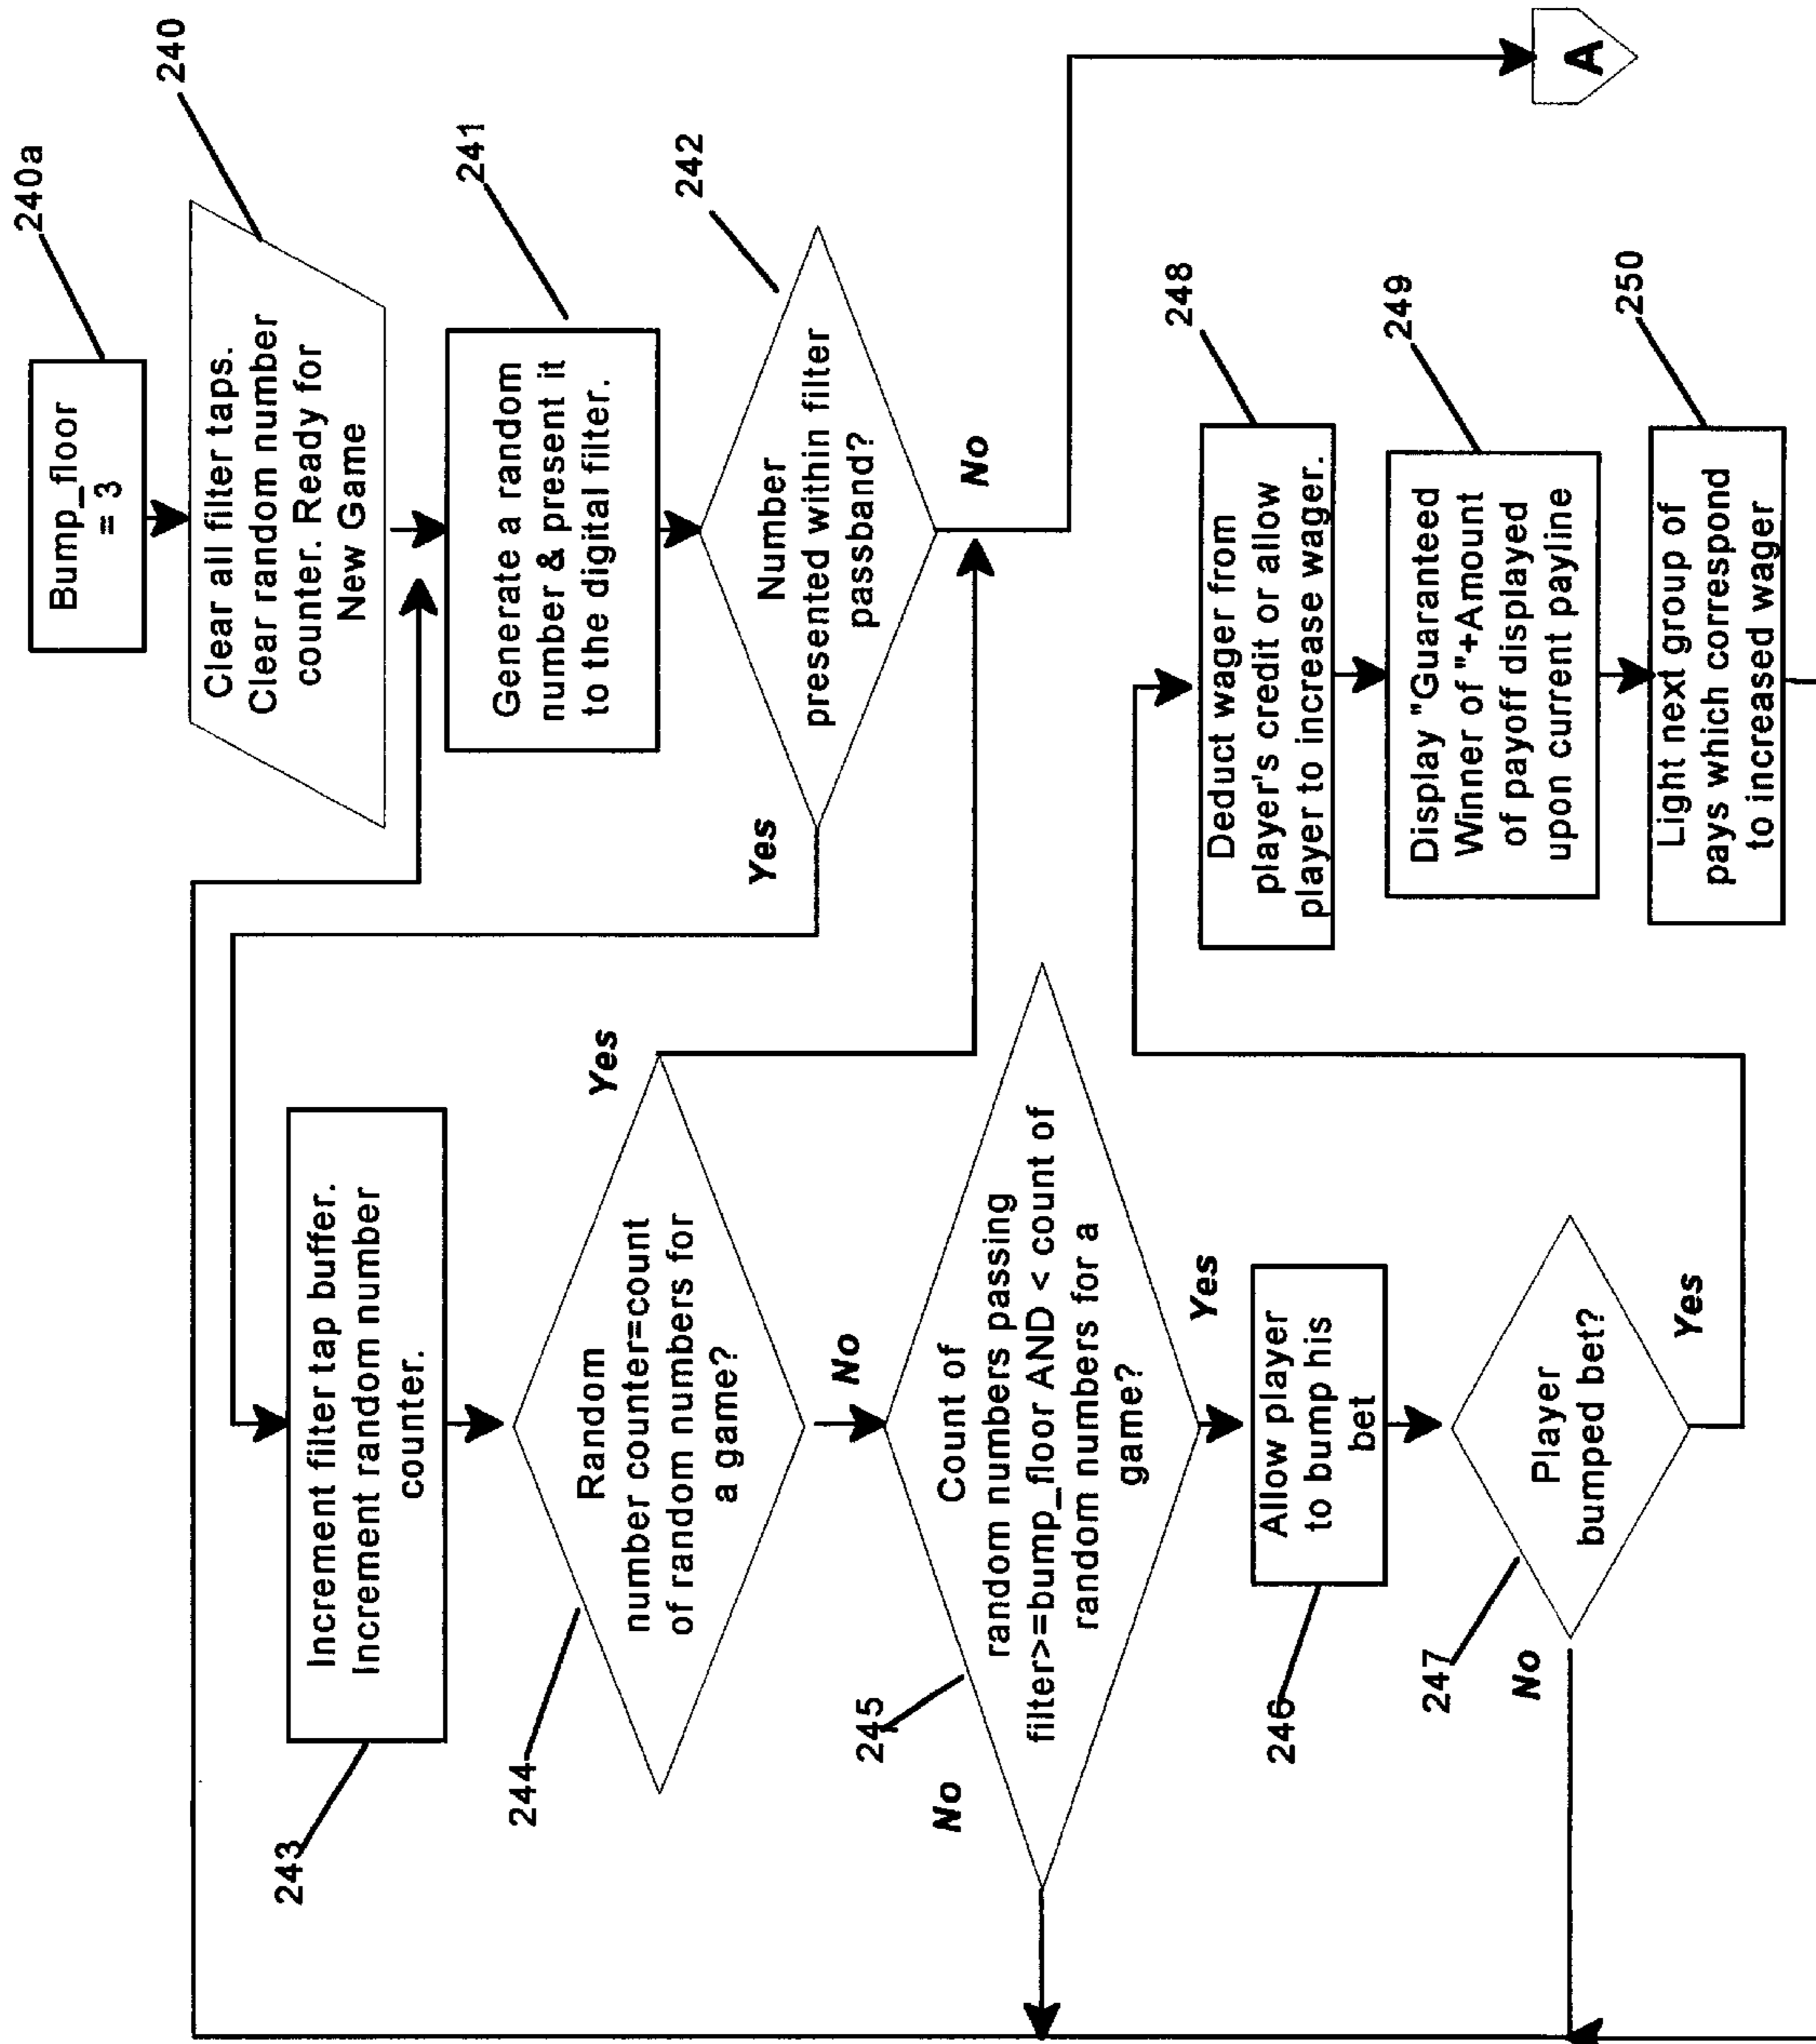 240a
Bump_floor
= 3
240
Clear all filter taps.
Clear random number
counter. Ready for
New Game
241
Generate a random
number & present it
to the digital filter.
242
Number
presented within filter
passband?
Yes
No
A
243
Increment filter tap buffer.
Increment random number
counter.
244
Random
number counter=count
of random numbers for
a game?
Yes
No
245
Count of
random numbers passing
filter>=bump_floor AND < count of
random numbers for a
game?
No
Yes
246
Allow player
to bump his
bet
247
Player
bumped bet?
No
Yes
248
Deduct wager from
player's credit or allow
player to increase wager.
249
Display "Guaranteed
Winner of "+Amount
of payoff displayed
upon current payline
250
Light next group of
pays which correspond
to increased wager